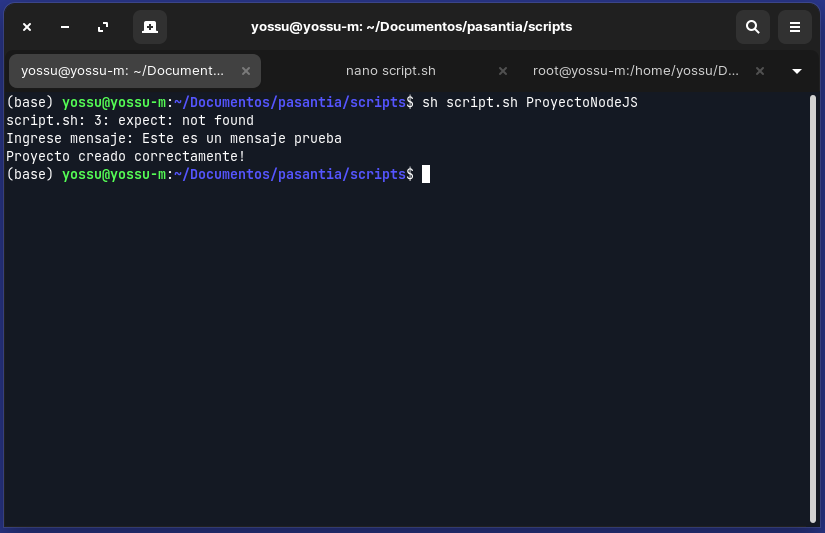 yossu@yossu-m: ~/Documentos/pasantia/scripts
yossu@yossu-m: ~/Document...
nano script.sh
root@yossu-m:/home/yossu/D...
(base) yossu@yossu-m:~/Documentos/pasantia/scripts$ sh script.sh ProyectoNodeJS
script.sh: 3: expect: not found
Ingrese mensaje: Este es un mensaje prueba
Proyecto creado correctamente!
(base) yossu@yossu-m:~/Documentos/pasantia/scripts$